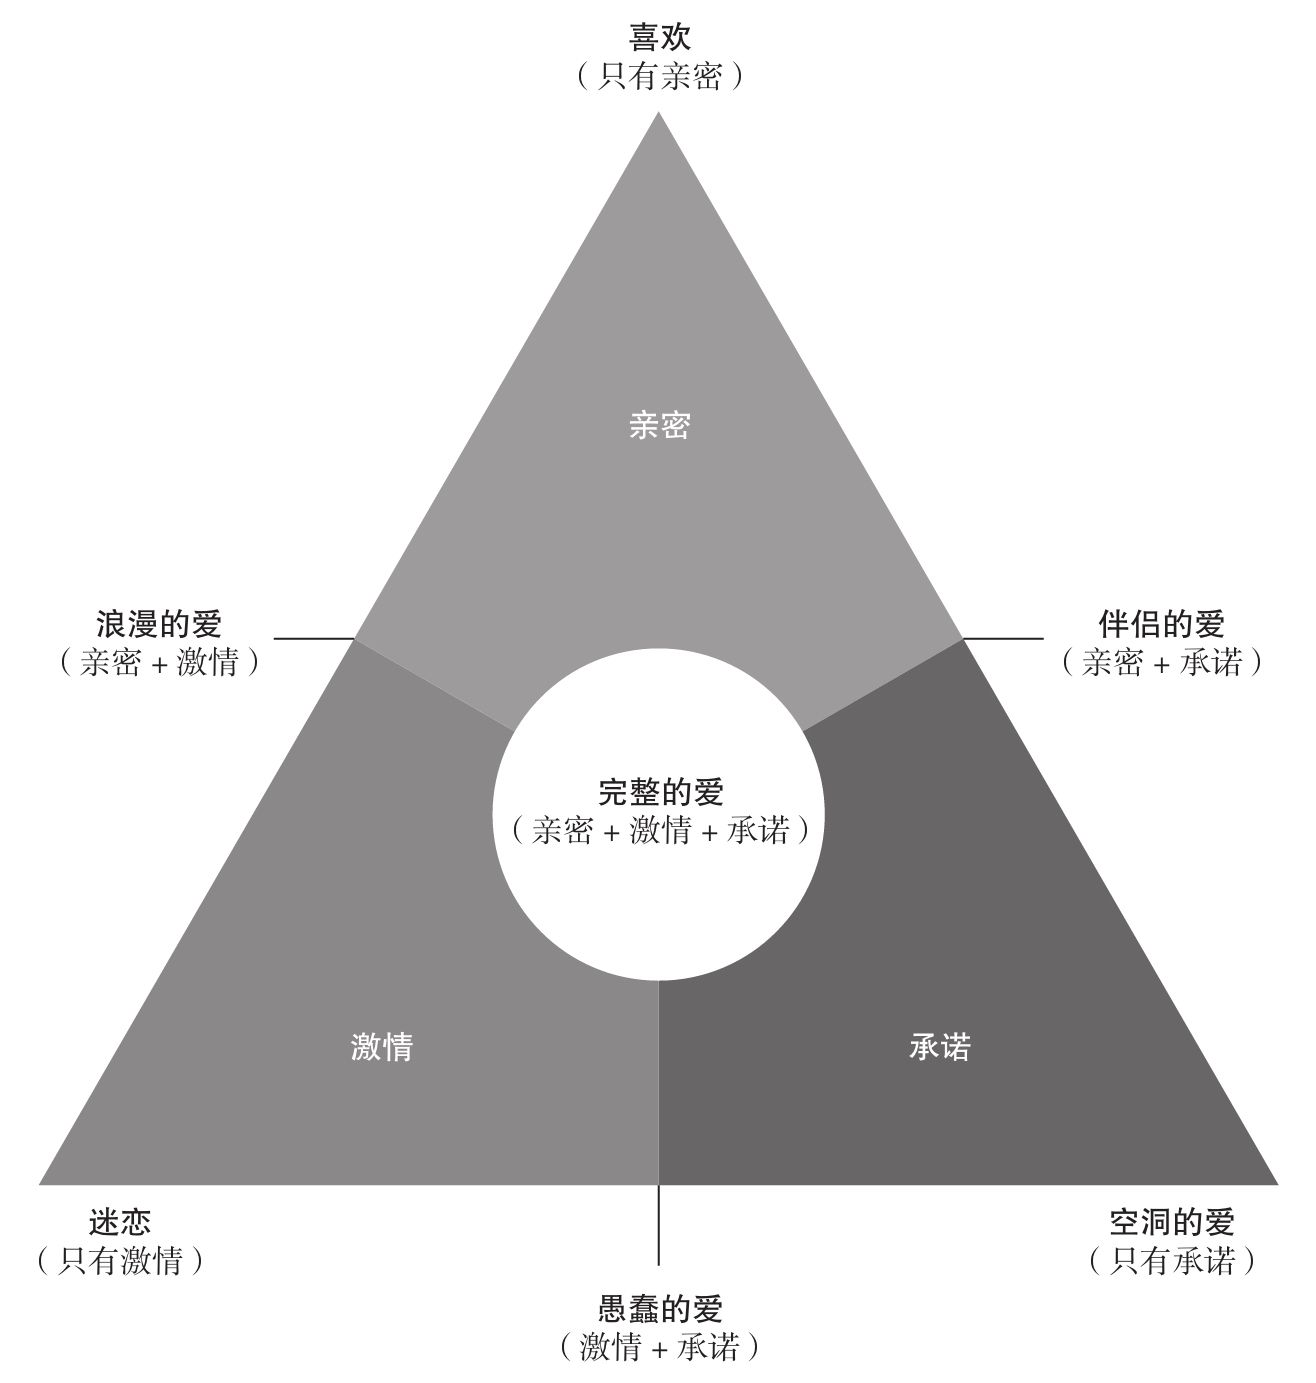 喜欢
（只有亲密）
亲密
浪漫的爱
（亲密+激情）
伴侣的爱
（亲密+承诺）
完整的爱
（亲密+激情+承诺）
激情
承诺
迷恋
（只有激情）
空洞的爱
（只有承诺）
愚蠢的爱
（激情+承诺）